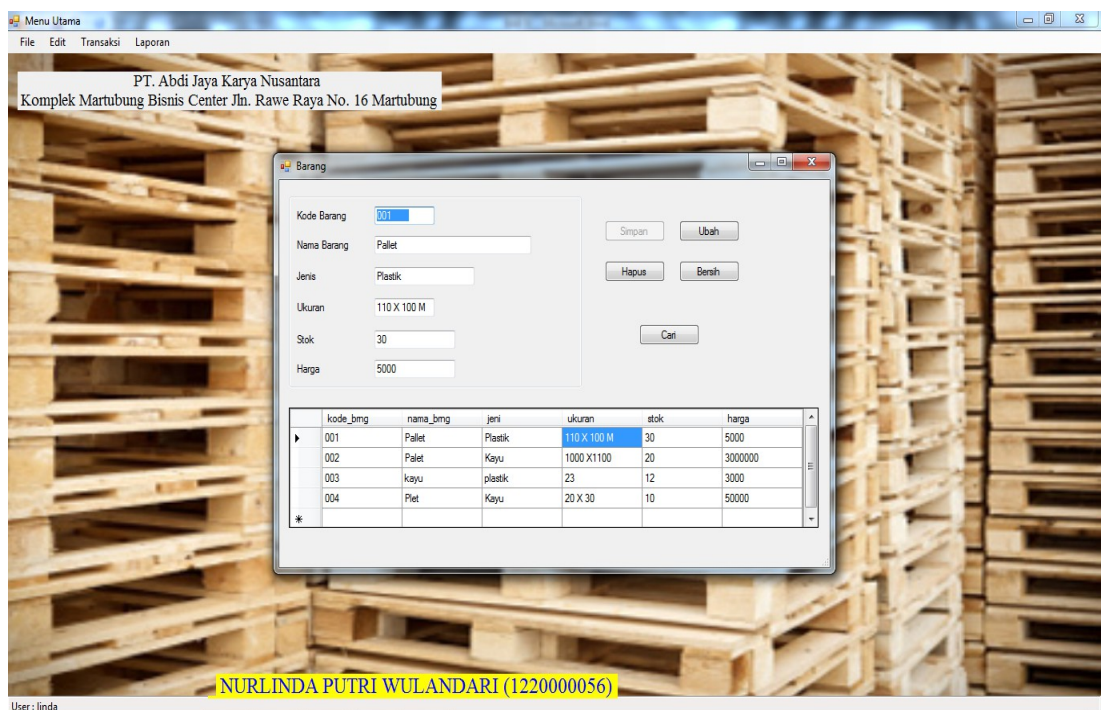 Menu Utama
File Edit Transaksi Laporan
PT. Abdi Jaya Karya Nusantara
Komplek Martubung Bisnis Center Jln. Rawe Raya No. 16 Martubung
Barang
Kode Barang 001
Nama Barang Pallet
Jenis Plastik
Ukuran 110 X 100 M
Stok 30
Harga 5000
Simpan Ubah
Hapus Bersih
Cari
kode_brng nama_brng jeni ukuran stok harga
001 Pallet Plastik 110 X 100 M 30 5000
002 Palet Kayu 1000 X1100 20 3000000
003 kayu plastik 23 12 3000
004 Plet Kayu 20 X 30 10 50000
NURLINDA PUTRI WULANDARI (1220000056)
User : linda